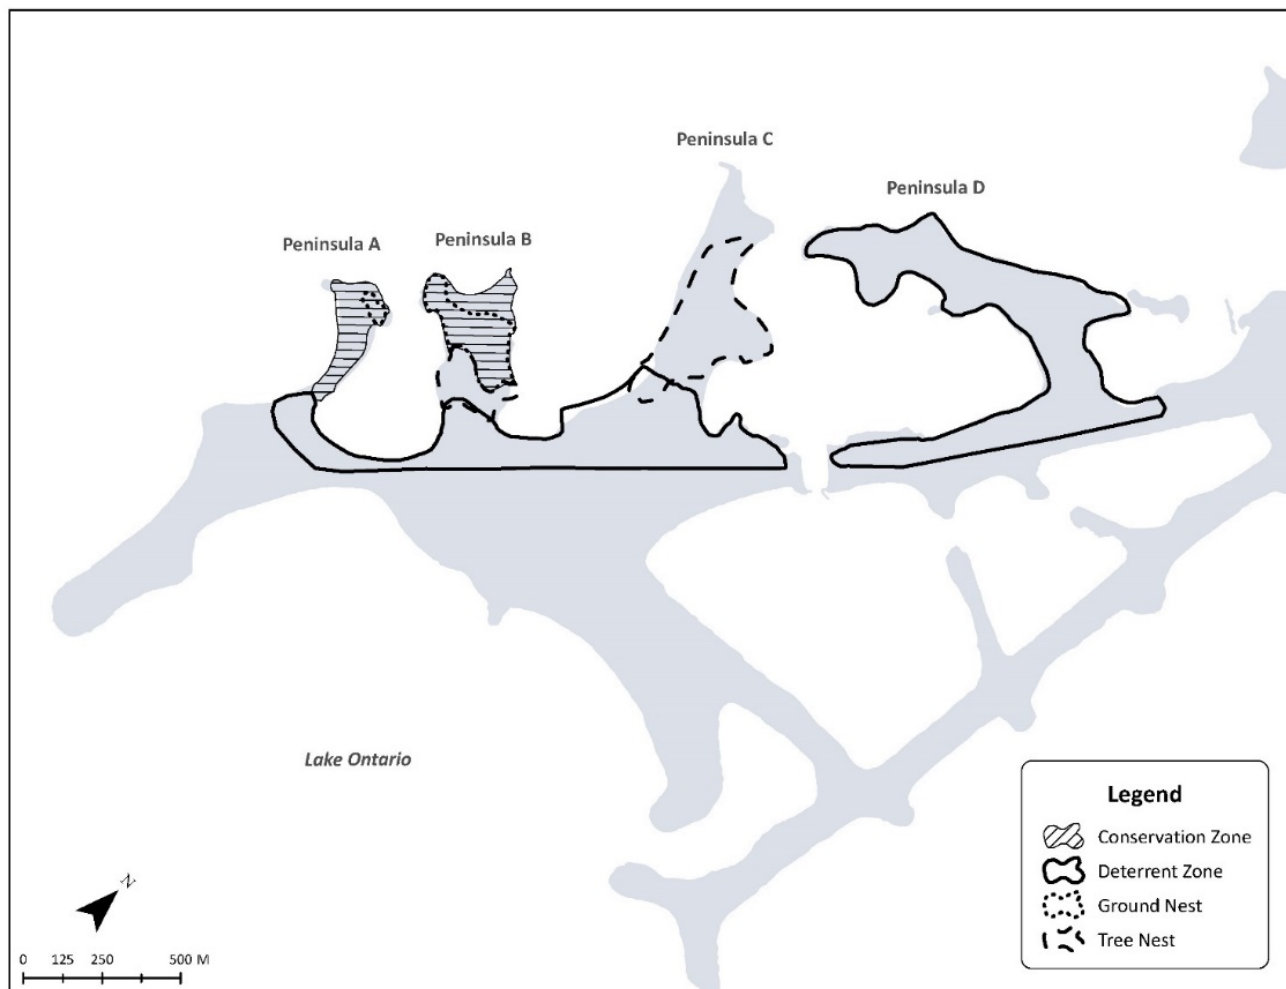 Peninsula C
Peninsula D
Peninsula A
Peninsula B
Lake Ontario
Legend
Conservation Zone
Deterrent Zone
Ground Nest
Tree Nest
N
0 125 250 500 M